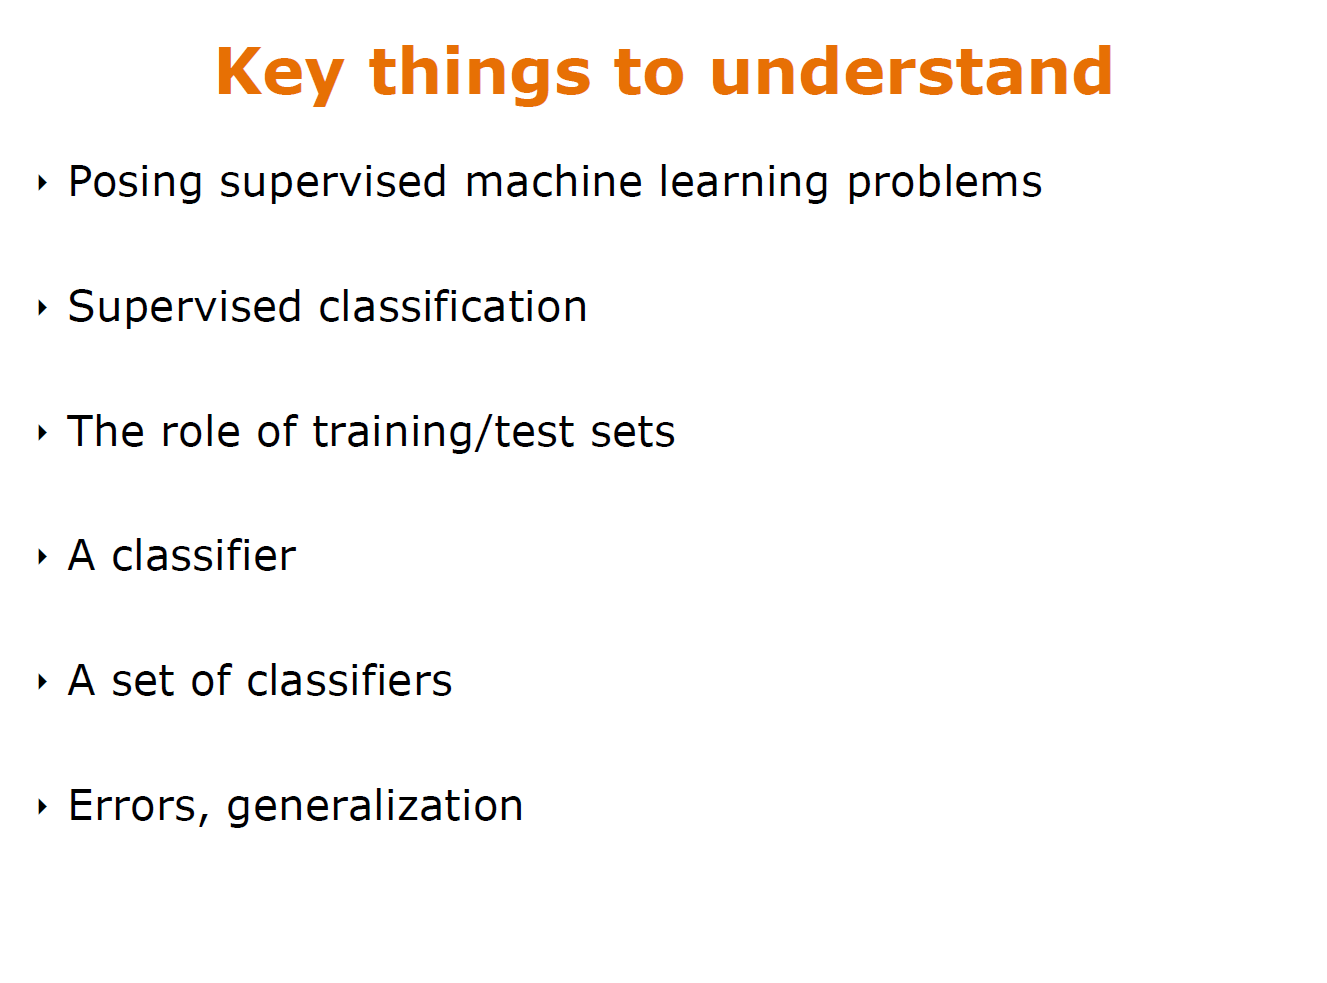 Key things to understand
‣ Posing supervised machine learning problems
‣ Supervised classification
‣ The role of training/test sets
‣ A classifier
‣ A set of classifiers
‣ Errors, generalization